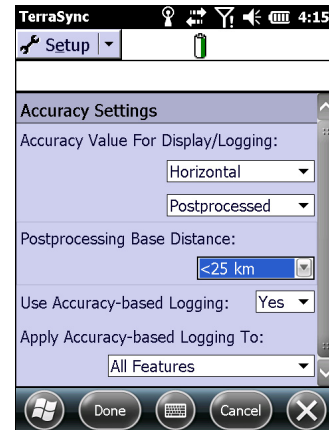 TerraSync 4:15
Setup
Accuracy Settings
Accuracy Value For Display/Logging:
Horizontal
Postprocessed
Postprocessing Base Distance:
<25 km
Use Accuracy-based Logging: Yes
Apply Accuracy-based Logging To:
All Features
Done Cancel